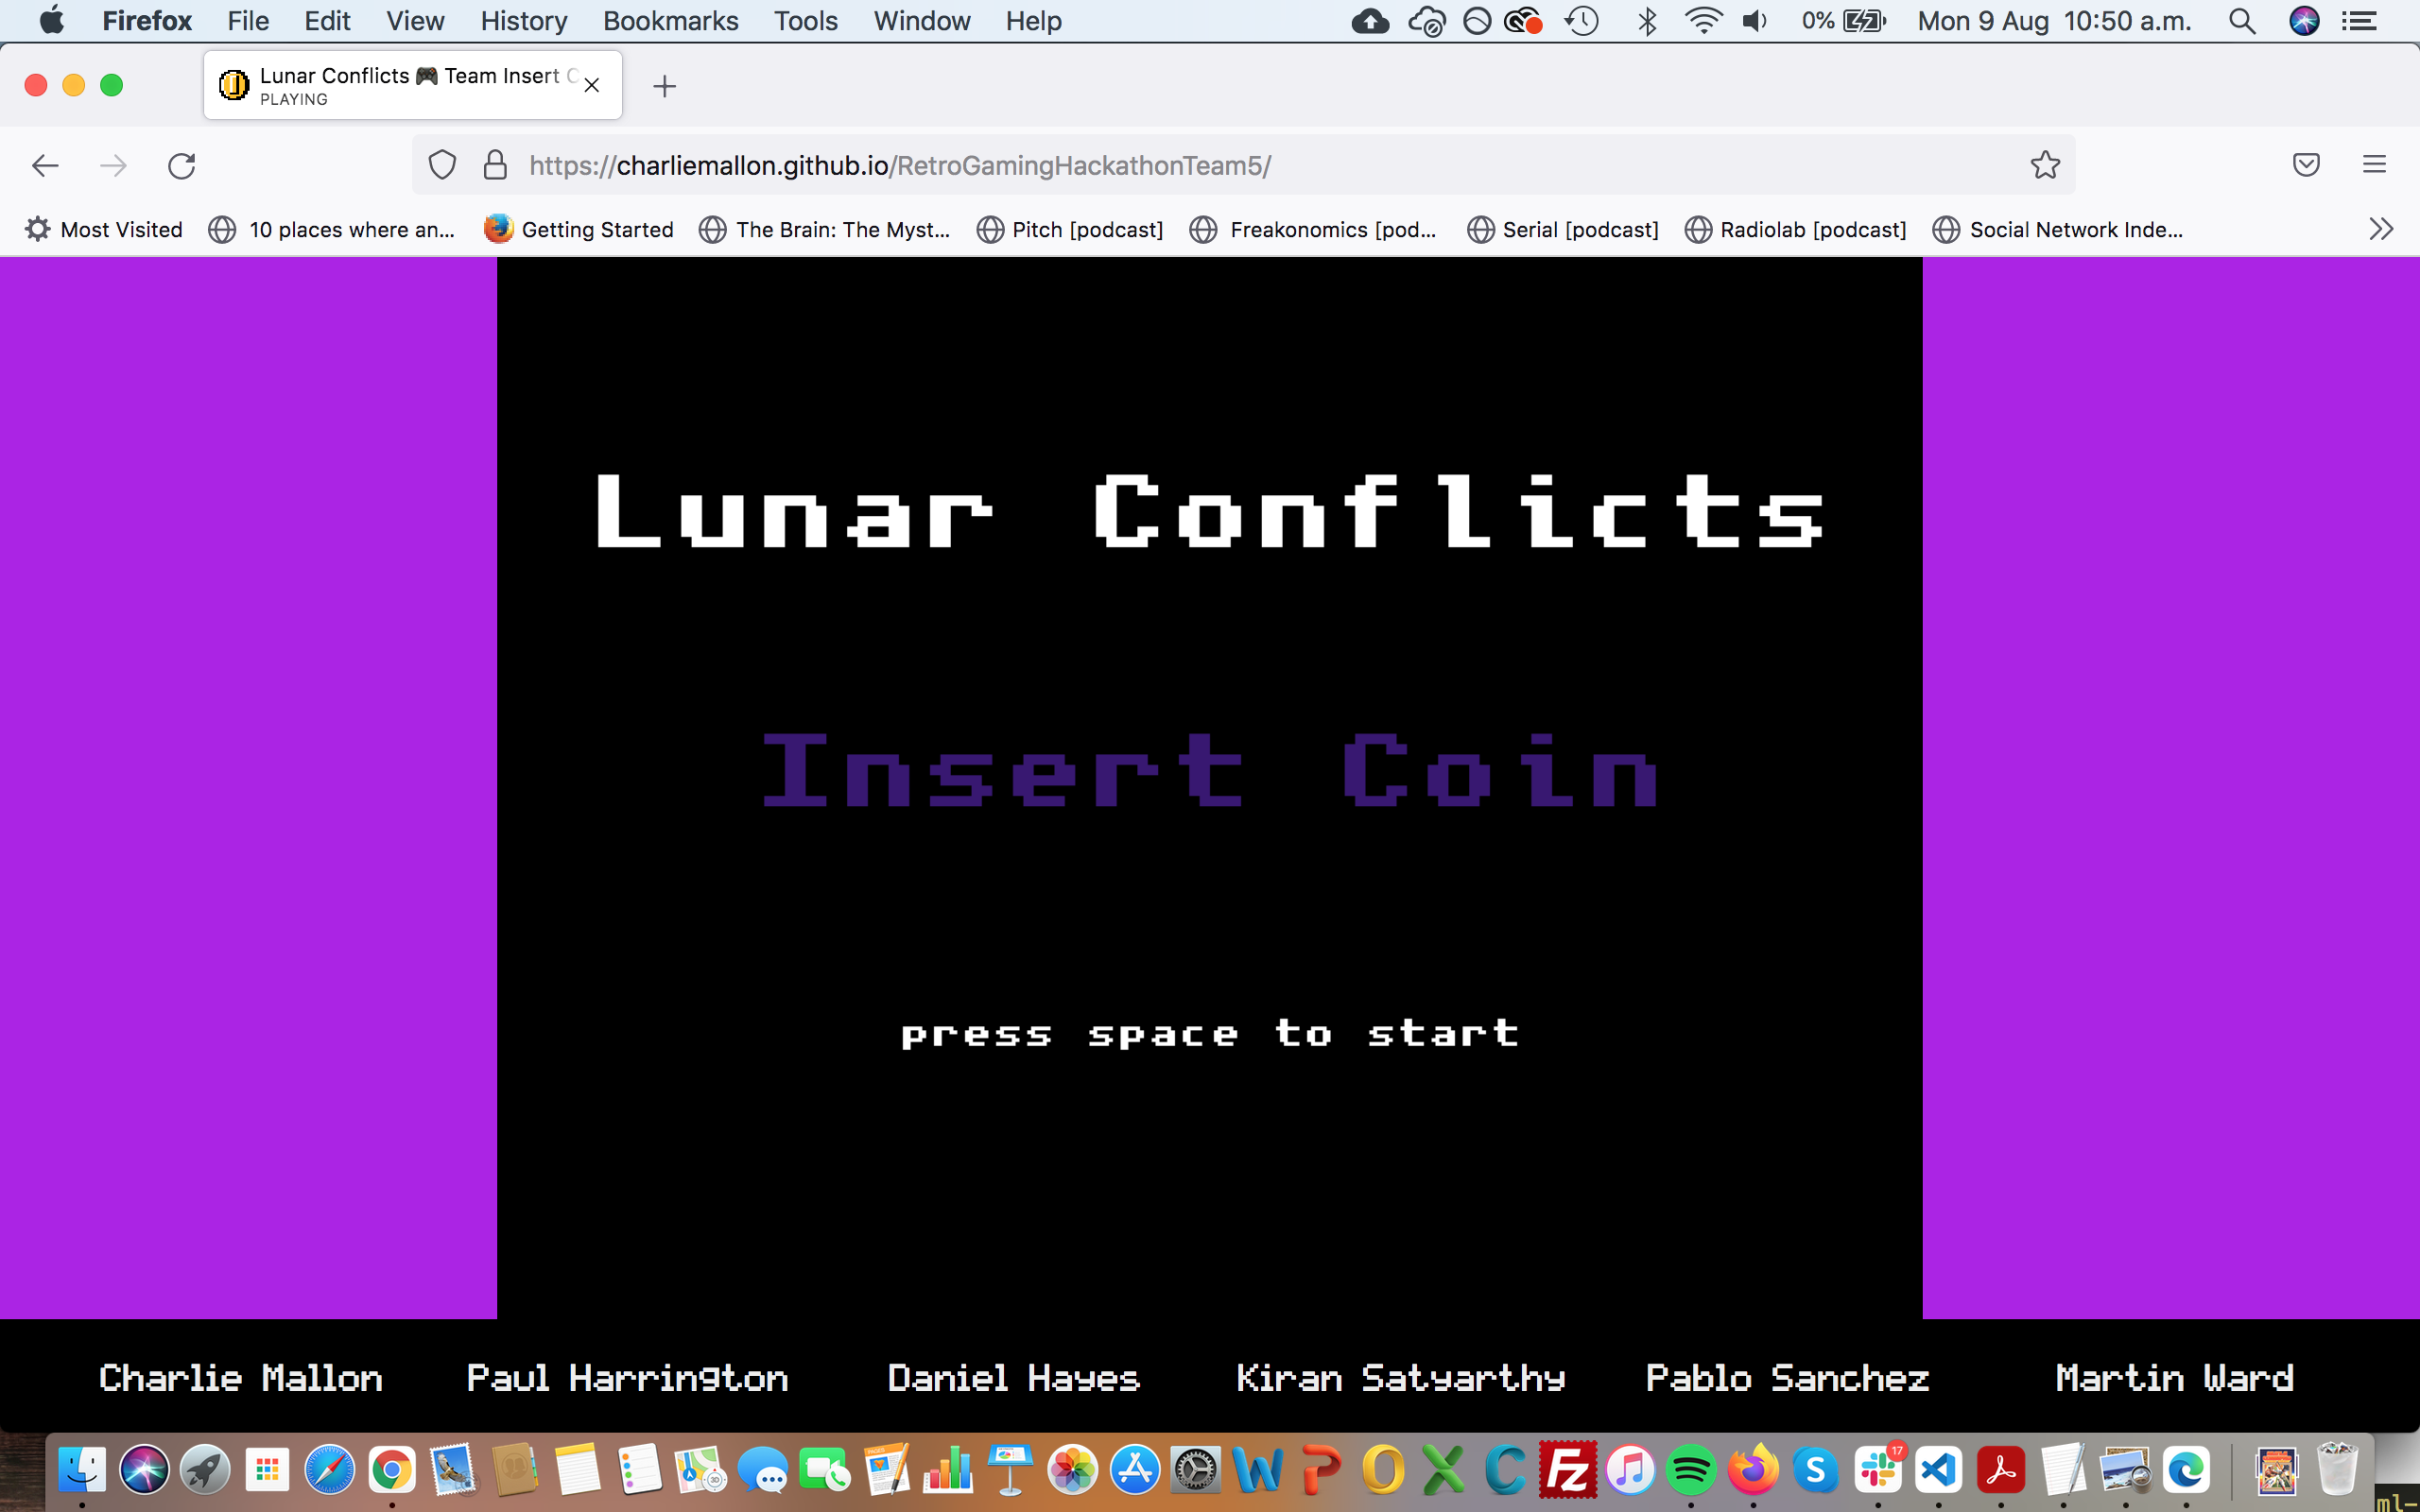 Firefox File Edit View History Bookmarks Tools Window Help 0% Mon 9 Aug 10:50 a.m.
Lunar Conflicts 🎮 Team Insert C
PLAYING
https://charliemallon.github.io/RetroGamingHackathonTeam5/
Most Visited 10 places where an... Getting Started The Brain: The Myst... Pitch [podcast] Freakonomics [pod... Serial [podcast] Radiolab [podcast] Social Network Inde...
Lunar Conflicts
Insert Coin
press space to start
Charlie Mallon Paul Harrington Daniel Hayes Kiran Satyarthy Pablo Sanchez Martin Ward
17